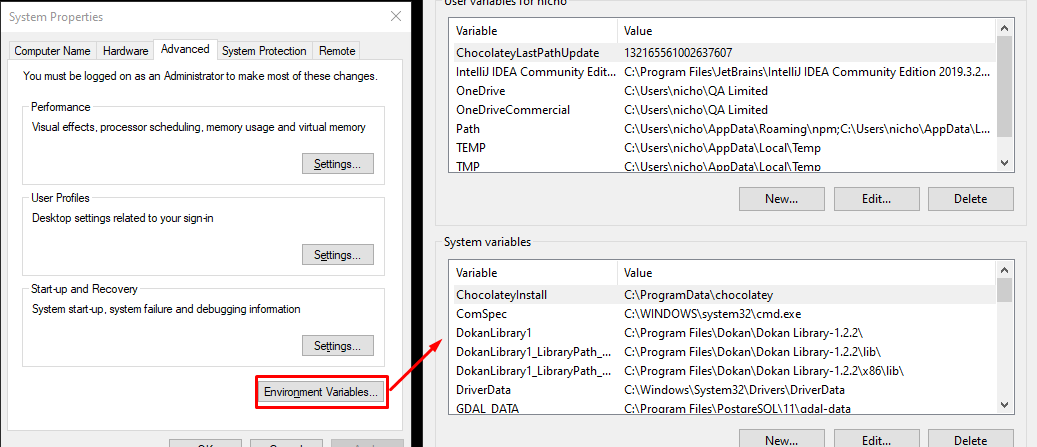 System Properties
Computer Name Hardware Advanced System Protection Remote
You must be logged on as an Administrator to make most of these changes.
Performance
Visual effects, processor scheduling, memory usage and virtual memory
Settings...
User Profiles
Desktop settings related to your sign-in
Settings...
Start-up and Recovery
System start-up, system failure and debugging information
Settings...
Environment Variables...
User variables for nicho
Variable Value
ChocolateyLastPathUpdate 132165561002637607
IntelliJ IDEA Community Edit... C:\Program Files\JetBrains\IntelliJ IDEA Community Edition 2019.3.2...
OneDrive C:\Users\nicho\QA Limited
OneDriveCommercial C:\Users\nicho\QA Limited
Path C:\Users\nicho\AppData\Roaming\npm;C:\Users\nicho\AppData\L...
TEMP C:\Users\nicho\AppData\Local\Temp
TMP C:\Users\nicho\AppData\Local\Temp
New... Edit... Delete
System variables
Variable Value
ChocolateyInstall C:\ProgramData\chocolatey
ComSpec C:\WINDOWS\system32\cmd.exe
DokanLibrary1 C:\Program Files\Dokan\Dokan Library-1.2.2\
DokanLibrary1_LibraryPath_... C:\Program Files\Dokan\Dokan Library-1.2.2\lib\
DokanLibrary1_LibraryPath_... C:\Program Files\Dokan\Dokan Library-1.2.2\x86\lib\
DriverData C:\Windows\System32\Drivers\DriverData
GDAL_DATA C:\Program Files\PostgreSQL\11\gdal-data
New... Edit... Delete